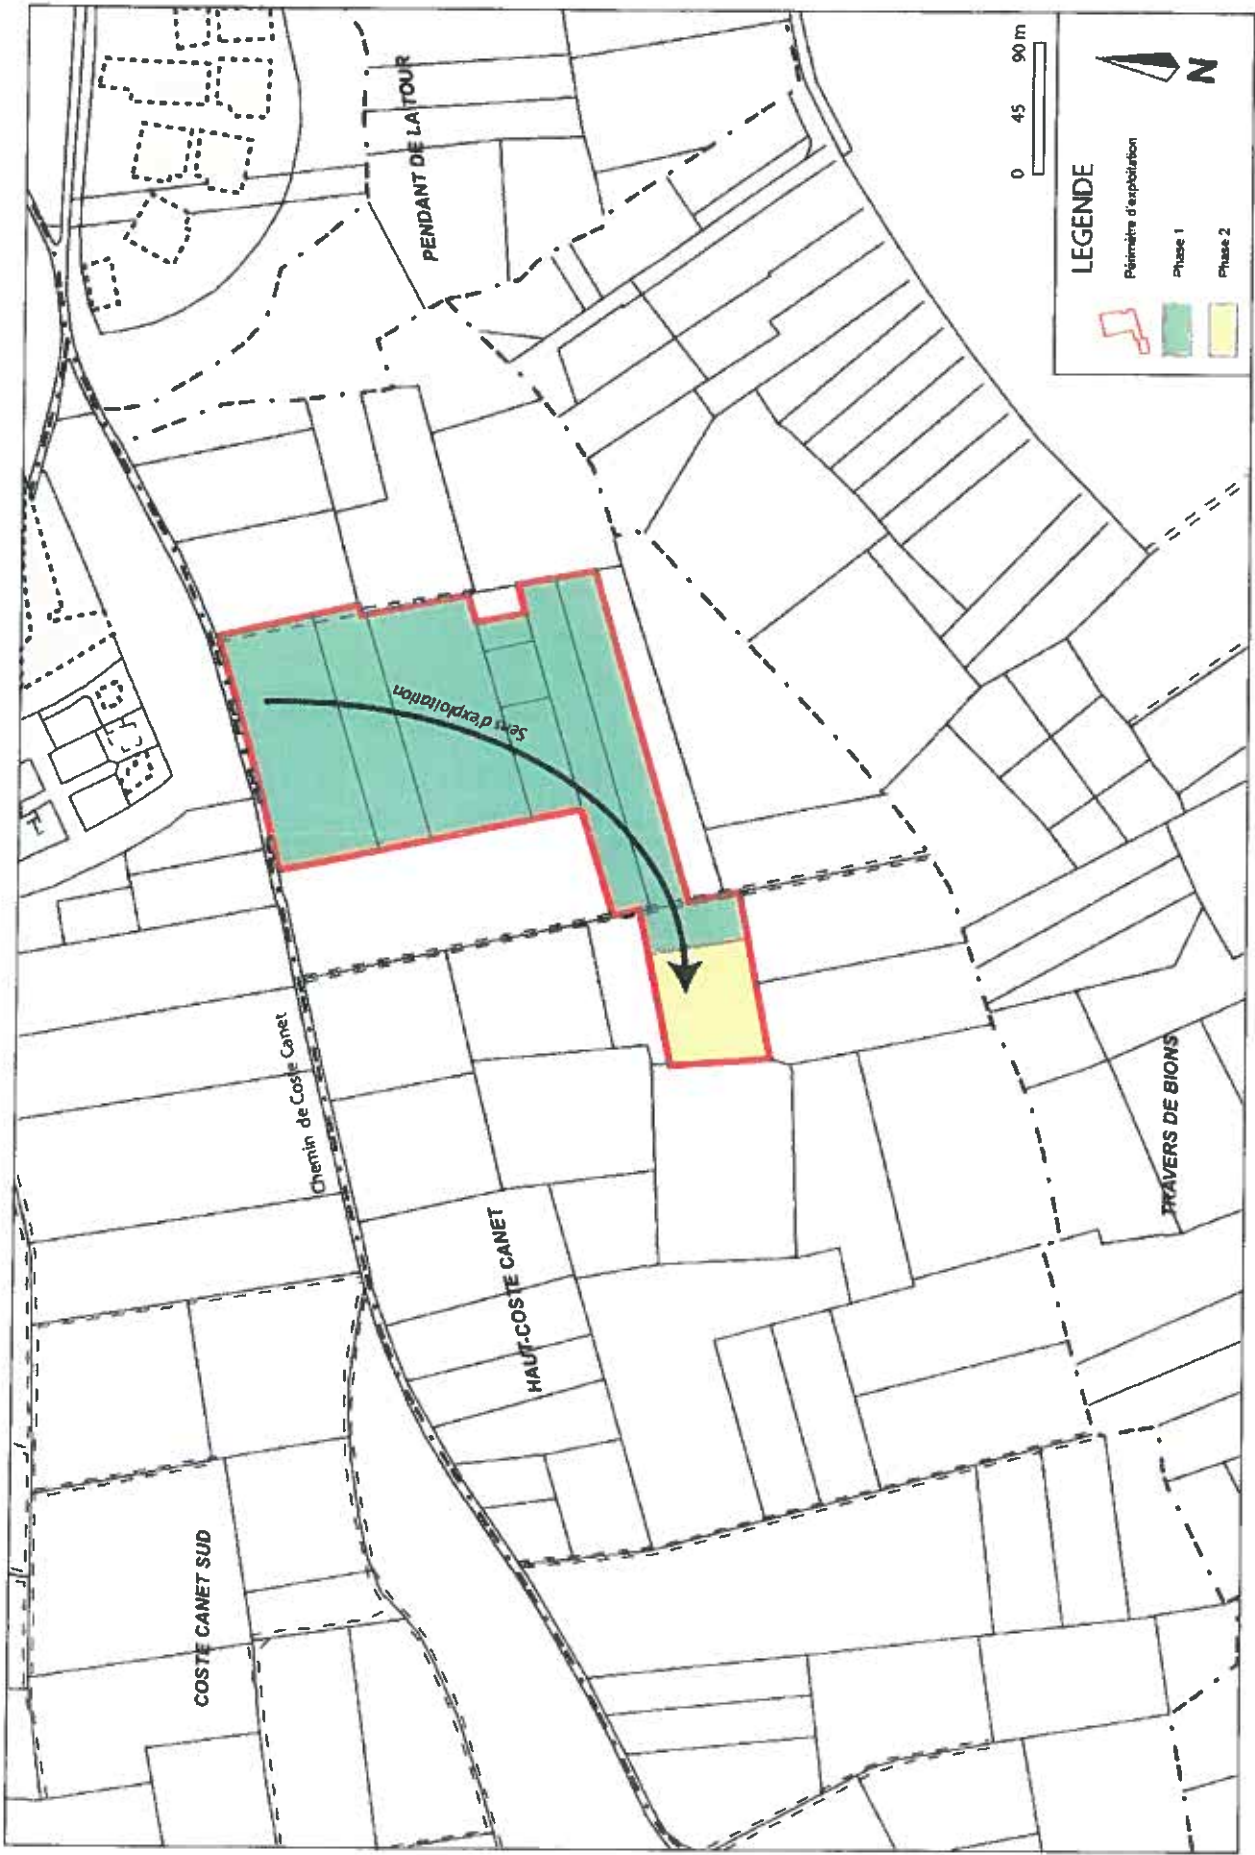 PENDANT DE LA TOUR
Sens d'exploitation
Chemin de Coste Canet
HAUT-COSTE CANET
COSTE CANET SUD
TRAVERS DE BIONS
0 45 90 m
N
LEGENDE
Périmètre d'exploitation
Phase 1
Phase 2